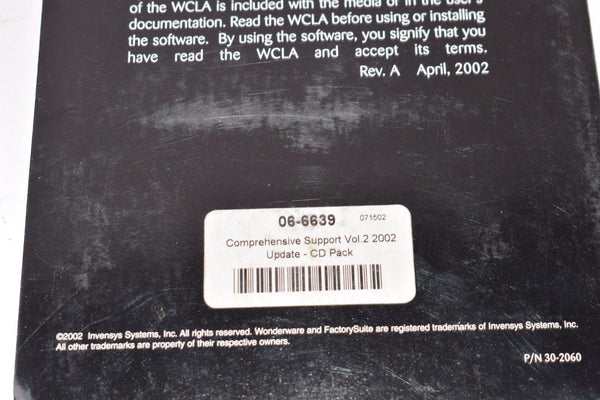 of the WCLA is included with the media or in the user's
documentation. Read the WCLA before using or installing
the software. By using the software, you signify that you
have read the WCLA and accept its terms.
Rev. A April, 2002
06-6639 071502
Comprehensive Support Vol.2 2002
Update - CD Pack
©2002 Invensys Systems, Inc. All rights reserved. Wonderware and FactorySuite are registered trademarks of Invensys Systems, Inc.
All other trademarks are property of their respective owners.
P/N 30-2060